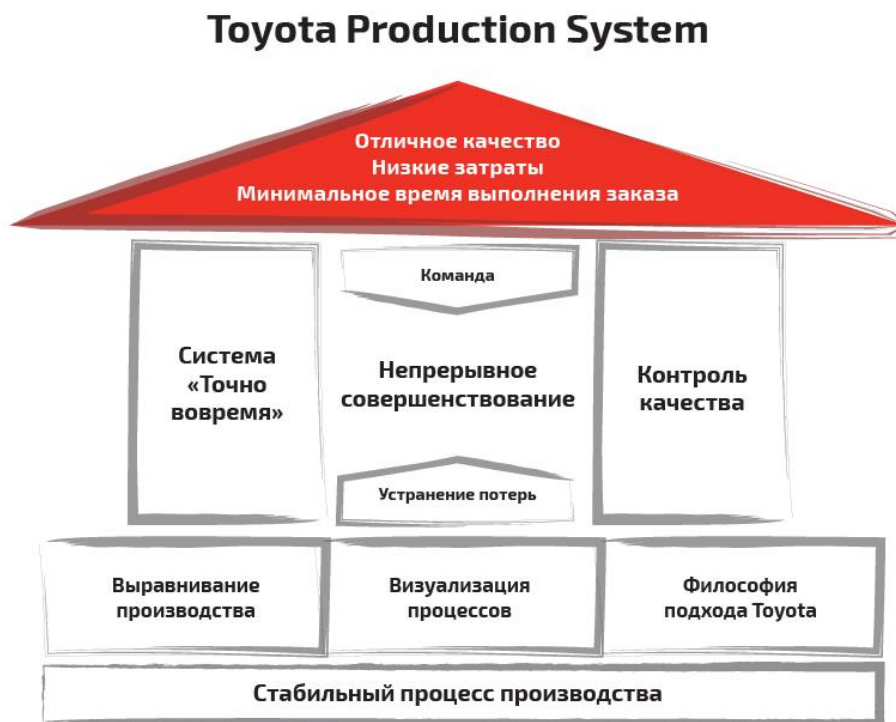 Toyota Production System
Отличное качество
Низкие затраты
Минимальное время выполнения заказа
Система
«Точно
вовремя»
Команда
Непрерывное
совершенствование
Устранение потерь
Контроль
качества
Выравнивание
производства
Визуализация
процессов
Философия
подхода Toyota
Стабильный процесс производства